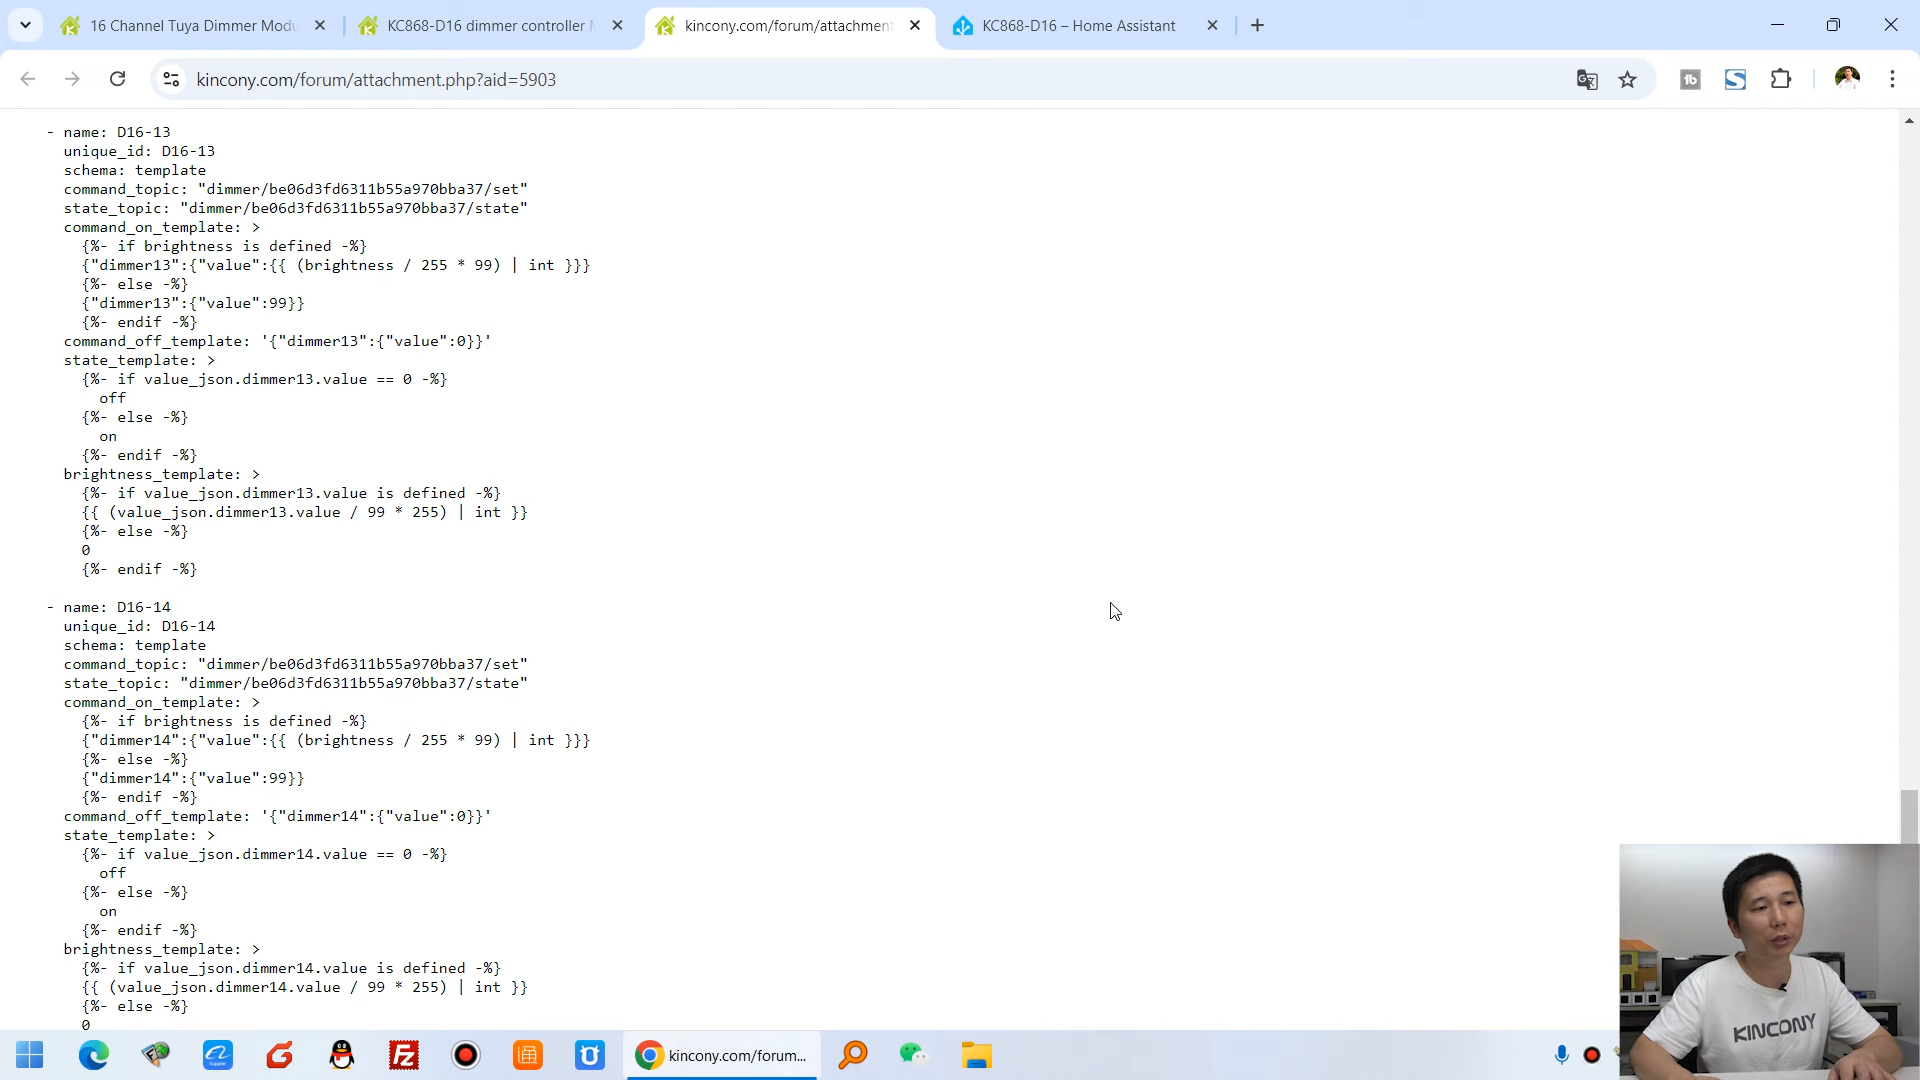 16 Channel Tuya Dimmer Modu
KC868-D16 dimmer controller
kincony.com/forum/attachment
KC868-D16 – Home Assistant
kincony.com/forum/attachment.php?aid=5903
- name: D16-13
unique_id: D16-13
schema: template
command_topic: "dimmer/be06d3fd6311b55a970bba37/set"
state_topic: "dimmer/be06d3fd6311b55a970bba37/state"
command_on_template: >
{%- if brightness is defined -%}
{"dimmer13":{"value":{{ (brightness / 255 * 99) | int }}}
{%- else -%}
{"dimmer13":{"value":99}}
{%- endif -%}
command_off_template: '{"dimmer13":{"value":0}}'
state_template: >
{%- if value_json.dimmer13.value == 0 -%}
off
{%- else -%}
on
{%- endif -%}
brightness_template: >
{%- if value_json.dimmer13.value is defined -%}
{{ (value_json.dimmer13.value / 99 * 255) | int }}
{%- else -%}
0
{%- endif -%}
- name: D16-14
unique_id: D16-14
schema: template
command_topic: "dimmer/be06d3fd6311b55a970bba37/set"
state_topic: "dimmer/be06d3fd6311b55a970bba37/state"
command_on_template: >
{%- if brightness is defined -%}
{"dimmer14":{"value":{{ (brightness / 255 * 99) | int }}}
{%- else -%}
{"dimmer14":{"value":99}}
{%- endif -%}
command_off_template: '{"dimmer14":{"value":0}}'
state_template: >
{%- if value_json.dimmer14.value == 0 -%}
off
{%- else -%}
on
{%- endif -%}
brightness_template: >
{%- if value_json.dimmer14.value is defined -%}
{{ (value_json.dimmer14.value / 99 * 255) | int }}
{%- else -%}
0
KINCONY
kincony.com/forum...